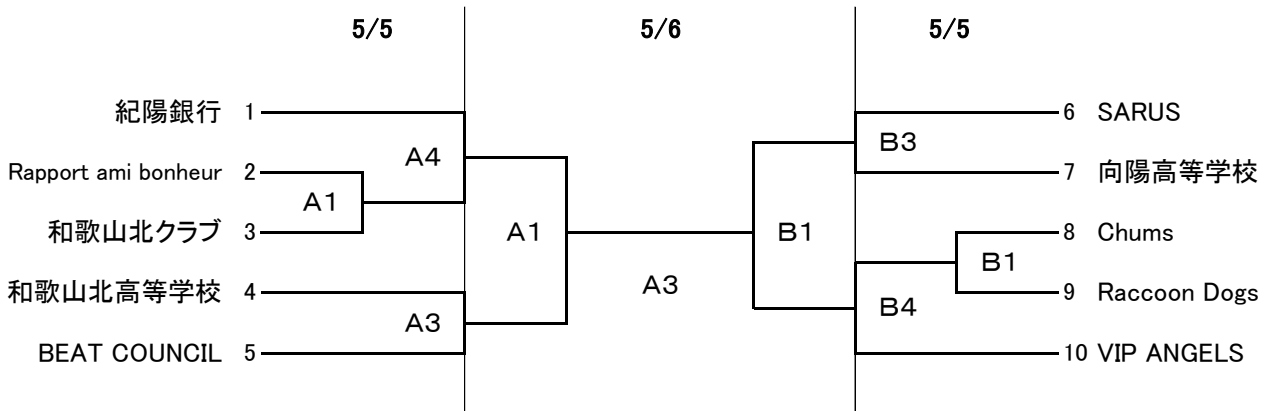 5/5 5/6 5/5
紀陽銀行 1
Rapport ami bonheur 2
和歌山北クラブ 3
和歌山北高等学校 4
BEAT COUNCIL 5
A4
A1
A3
A1
A3
B1
B3
B4
B1
6 SARUS
7 向陽高等学校
8 Chums
9 Raccoon Dogs
10 VIP ANGELS